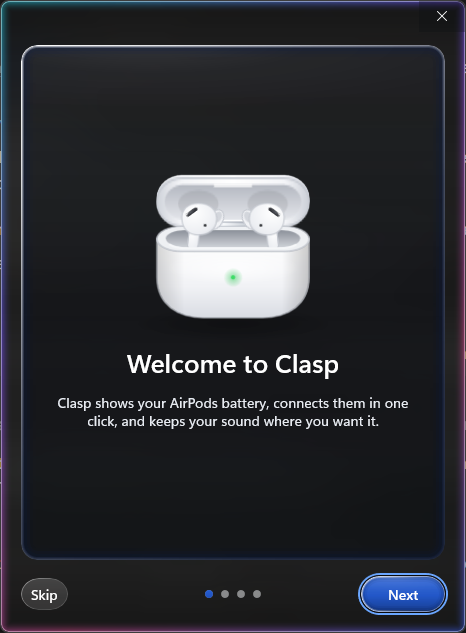 Welcome to Clasp
Clasp shows your AirPods battery, connects them in one
click, and keeps your sound where you want it.
Skip
Next